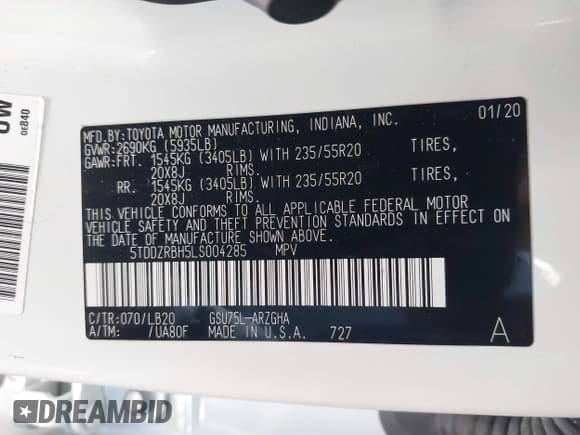 OW
0E840
MFD.BY:TOYOTA MOTOR MANUFACTURING, INDIANA, INC. 01/20
GVWR:2690KG (5935LB)
GAWR:FRT. 1545KG (3405LB) WITH 235/55R20 TIRES,
20X8J RIMS.
RR. 1545KG (3405LB) WITH 235/55R20 TIRES,
20X8J RIMS.
THIS VEHICLE CONFORMS TO ALL APPLICABLE FEDERAL MOTOR
VEHICLE SAFETY AND THEFT PREVENTION STANDARDS IN EFFECT ON
THE DATE OF MANUFACTURE SHOWN ABOVE.
5TDDZRBH5LS004285 MPV
C/TR:070/LB20 GSU75L-ARZGHA
A/TM: /UA80F MADE IN U.S.A. 727 A
DREAMBID